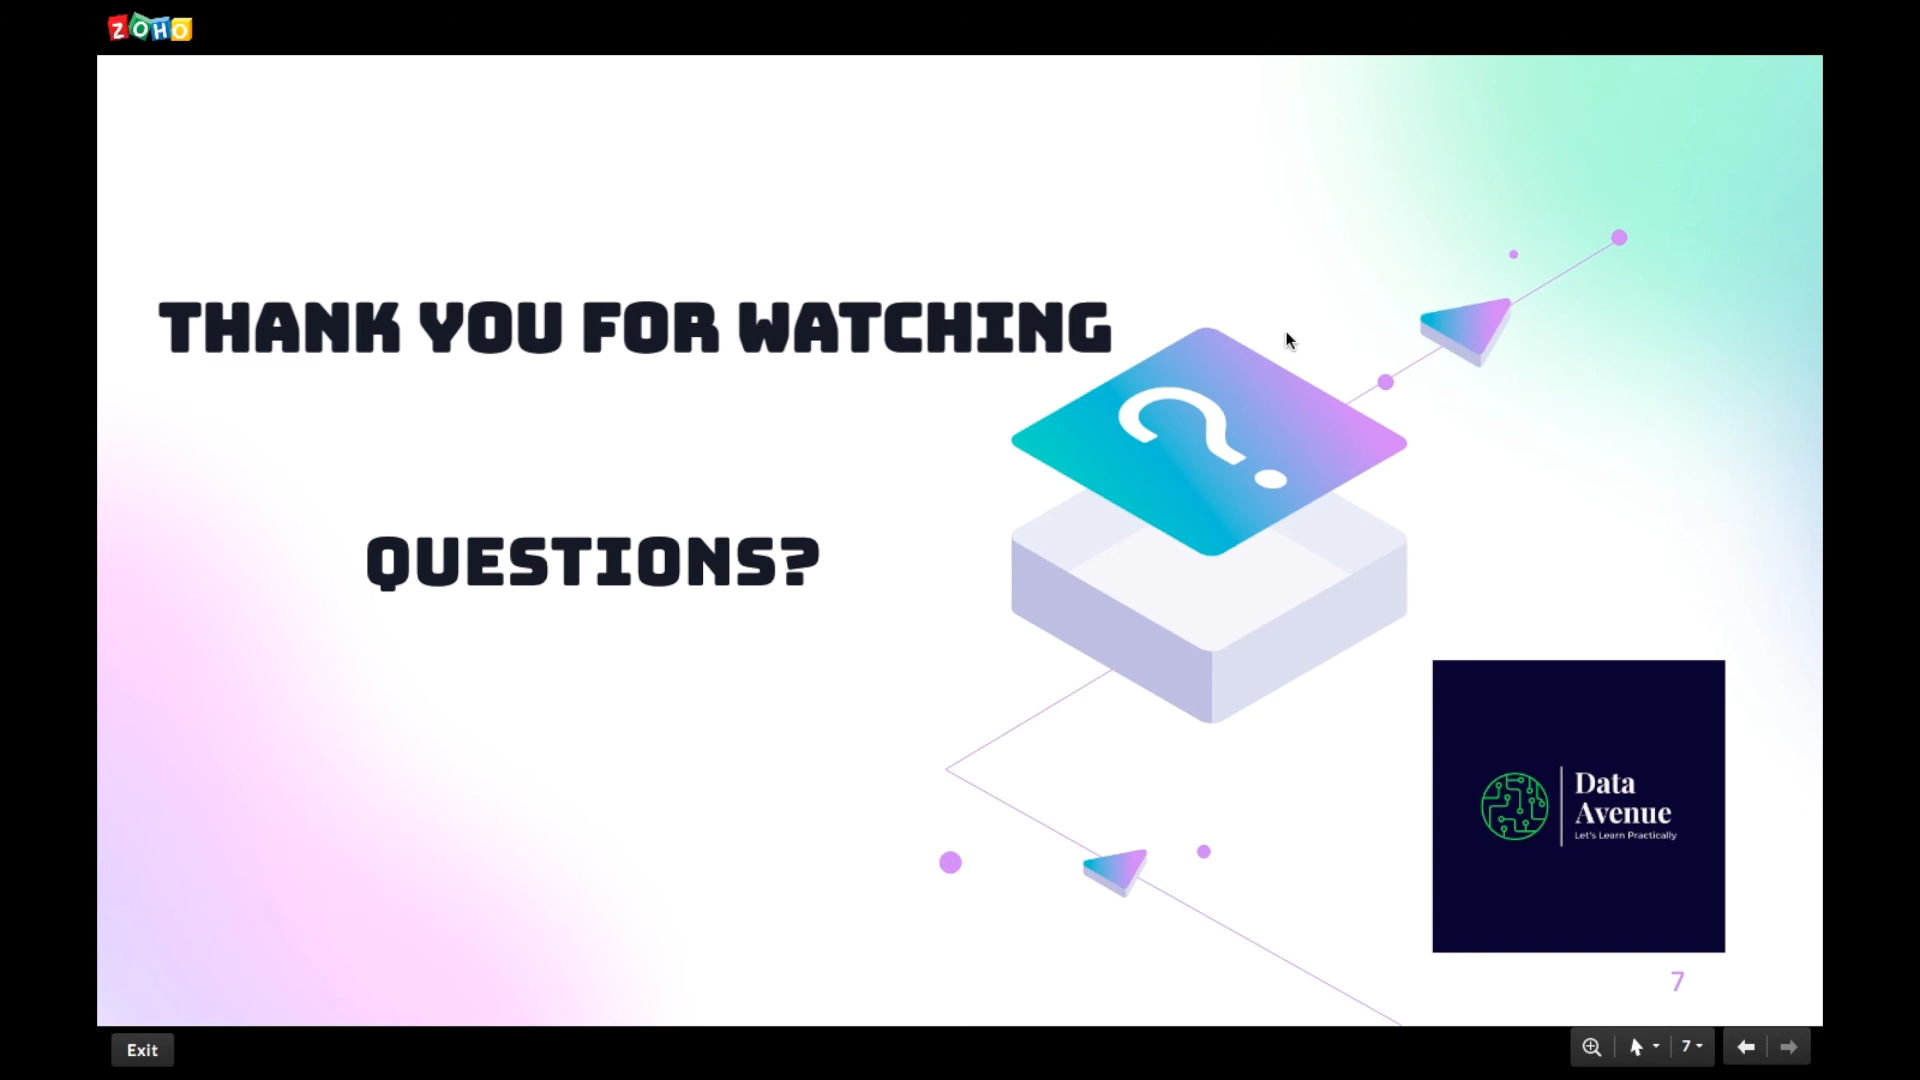 ZOHO
THANK YOU FOR WATCHING
?
QUESTIONS?
Data
Avenue
Let's Learn Practically
7
Exit
7